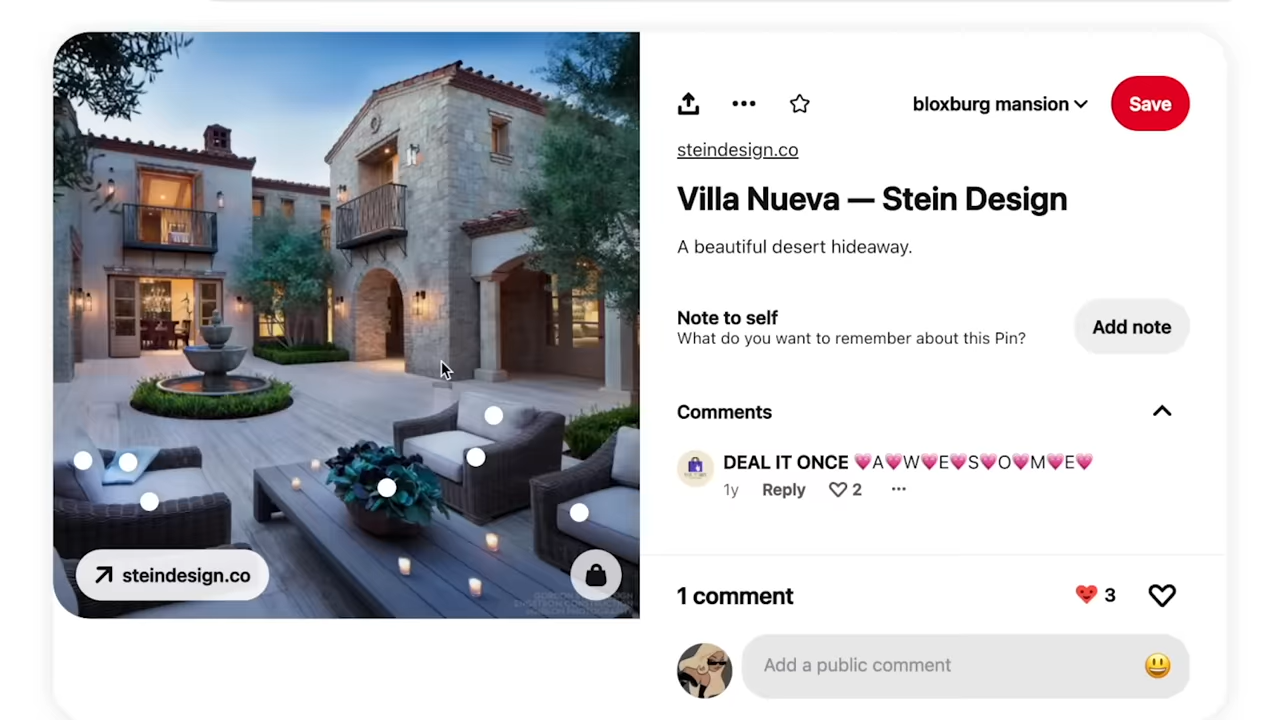 bloxburg mansion
Save
steindesign.co
Villa Nueva — Stein Design
A beautiful desert hideaway.
Note to self
What do you want to remember about this Pin?
Add note
Comments
DEAL IT ONCE 💗A💗W💗E💗S💗O💗M💗E💗
1y Reply 2
steindesign.co
1 comment
3
Add a public comment